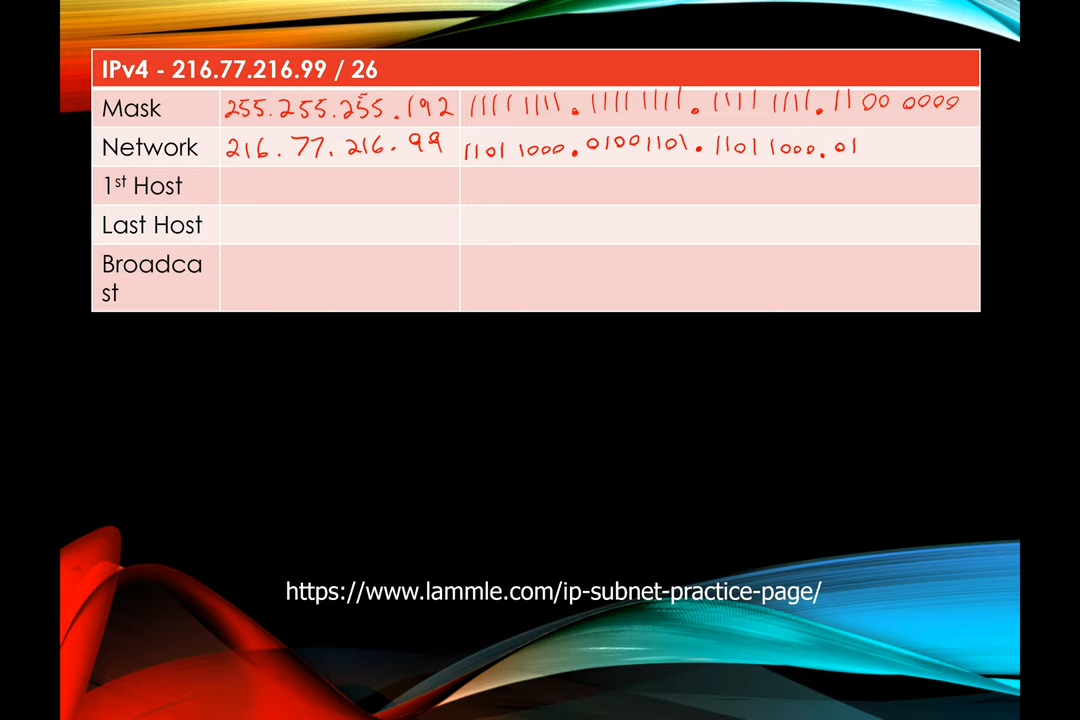 IPv4 - 216.77.216.99 / 26
Mask 255.255.255.192 1111 1111.1111 1111.1111 1111.1100 0000
Network 216.77.216.99 1101 1000.01001101.1101 1000.01
1st Host
Last Host
Broadca
st
https://www.lammle.com/ip-subnet-practice-page/